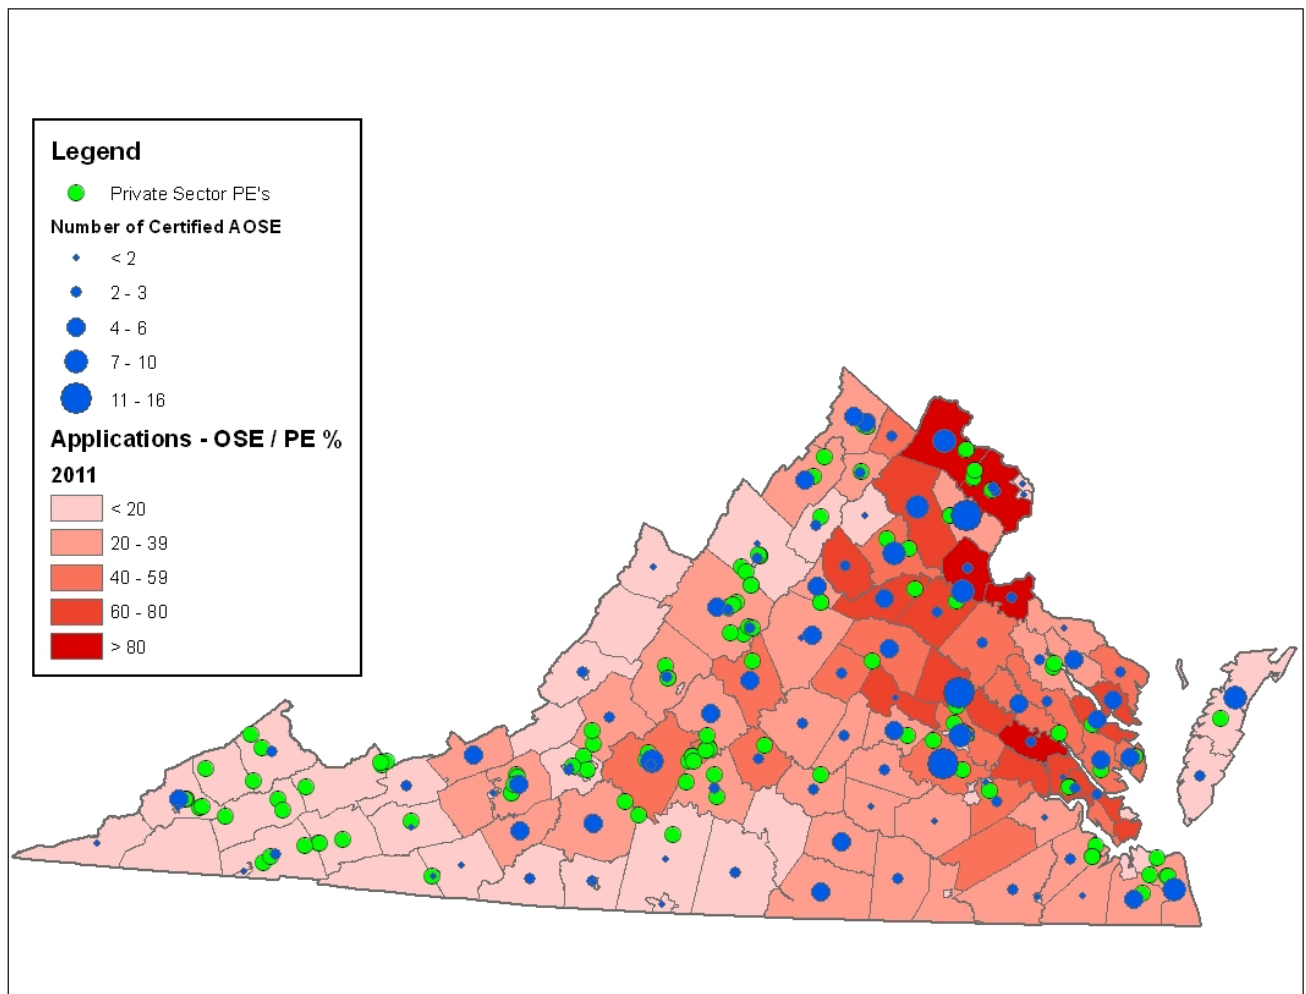 Legend
Private Sector PE's
Number of Certified AOSE
< 2
2 - 3
4 - 6
7 - 10
11 - 16
Applications - OSE / PE %
2011
< 20
20 - 39
40 - 59
60 - 80
> 80